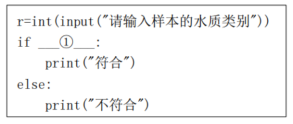 r=int(input("请输入样本的水质类别"))
if ___①___:
    print("符合")
else:
    print("不符合")